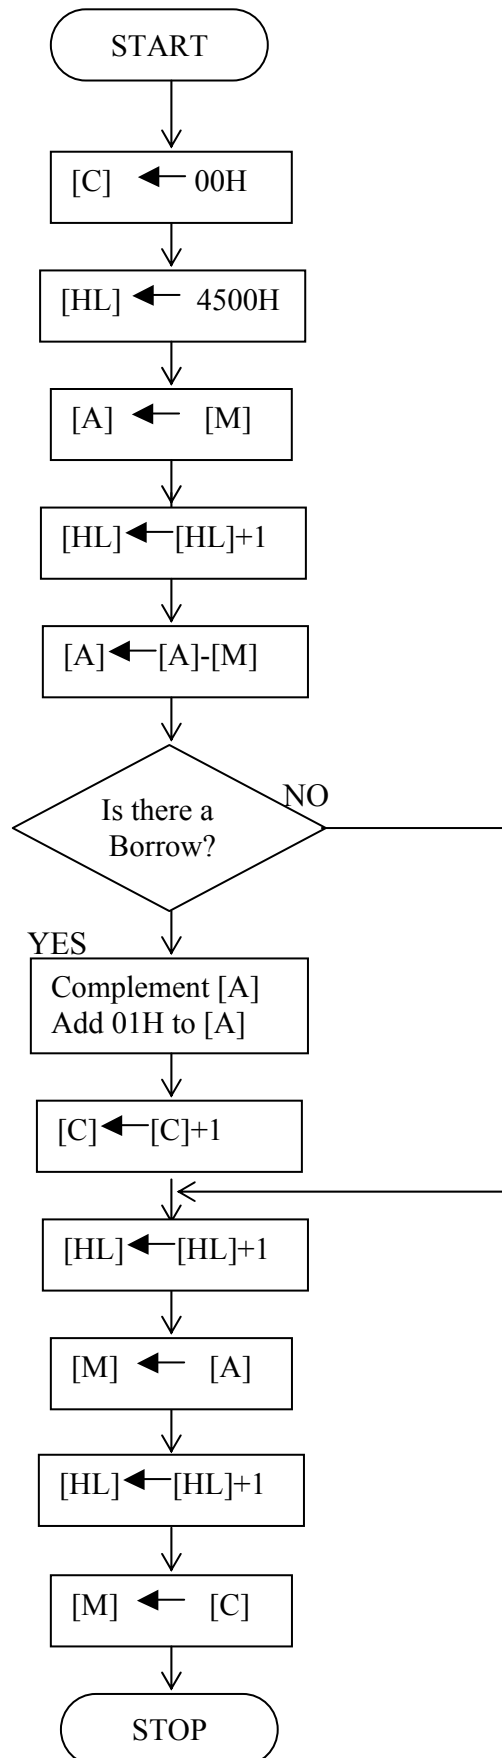 START
[C] ← 00H
[HL] ← 4500H
[A] ← [M]
[HL]←[HL]+1
[A]←[A]-[M]
Is there a
Borrow?
NO
YES
Complement [A]
Add 01H to [A]
[C]←[C]+1
[HL]←[HL]+1
[M] ← [A]
[HL]←[HL]+1
[M] ← [C]
STOP